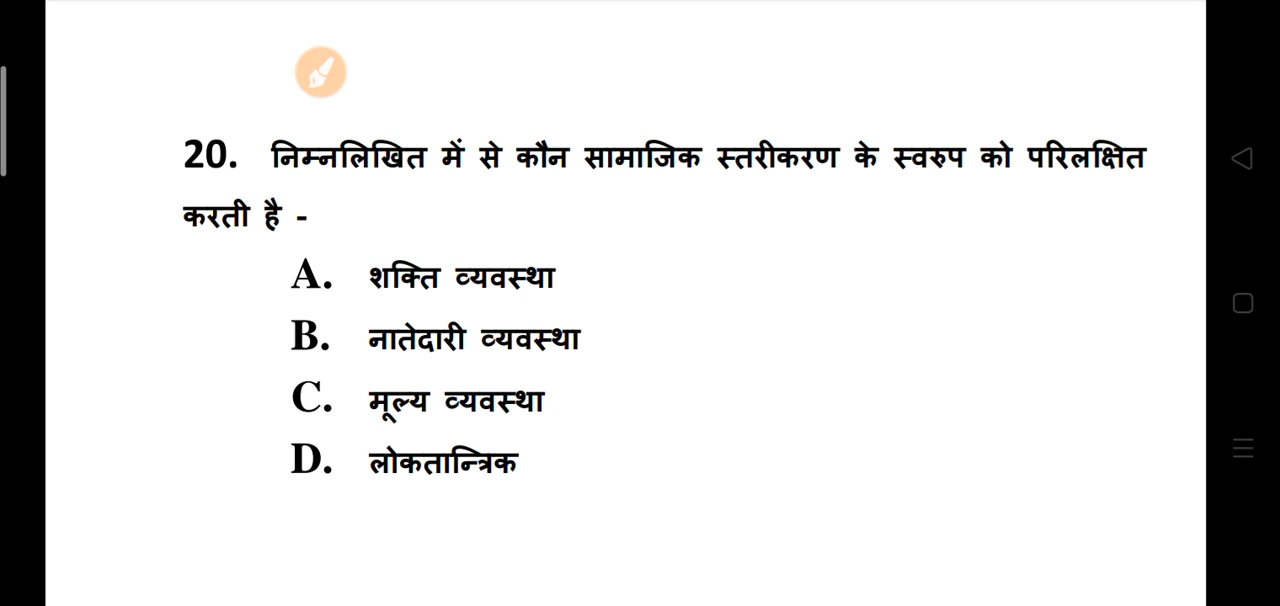 20. निम्नलिखित में से कौन सामाजिक स्तरीकरण के स्वरुप को परिलक्षित
करती है -
A. शक्ति व्यवस्था
B. नातेदारी व्यवस्था
C. मूल्य व्यवस्था
D. लोकतान्त्रिक